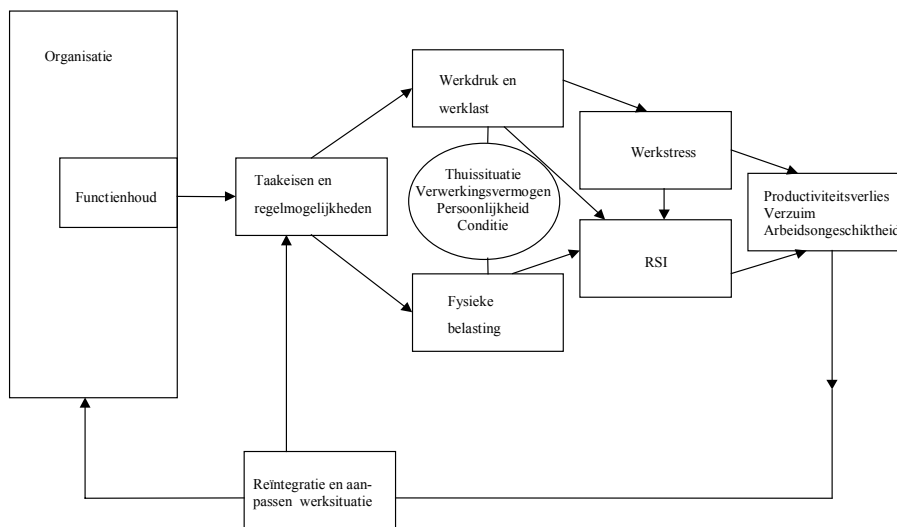 Organisatie
Functienhoud
Taakeisen en
regelmogelijkheden
Werkdruk en
werklast
Thuissituatie
Verwerkingsvermogen
Persoonlijkheid
Conditie
Fysieke
belasting
Werkstress
RSI
Productiviteitsverlies
Verzuim
Arbeidsongeschiktheid
Reïntegratie en aan-
passen werksituatie